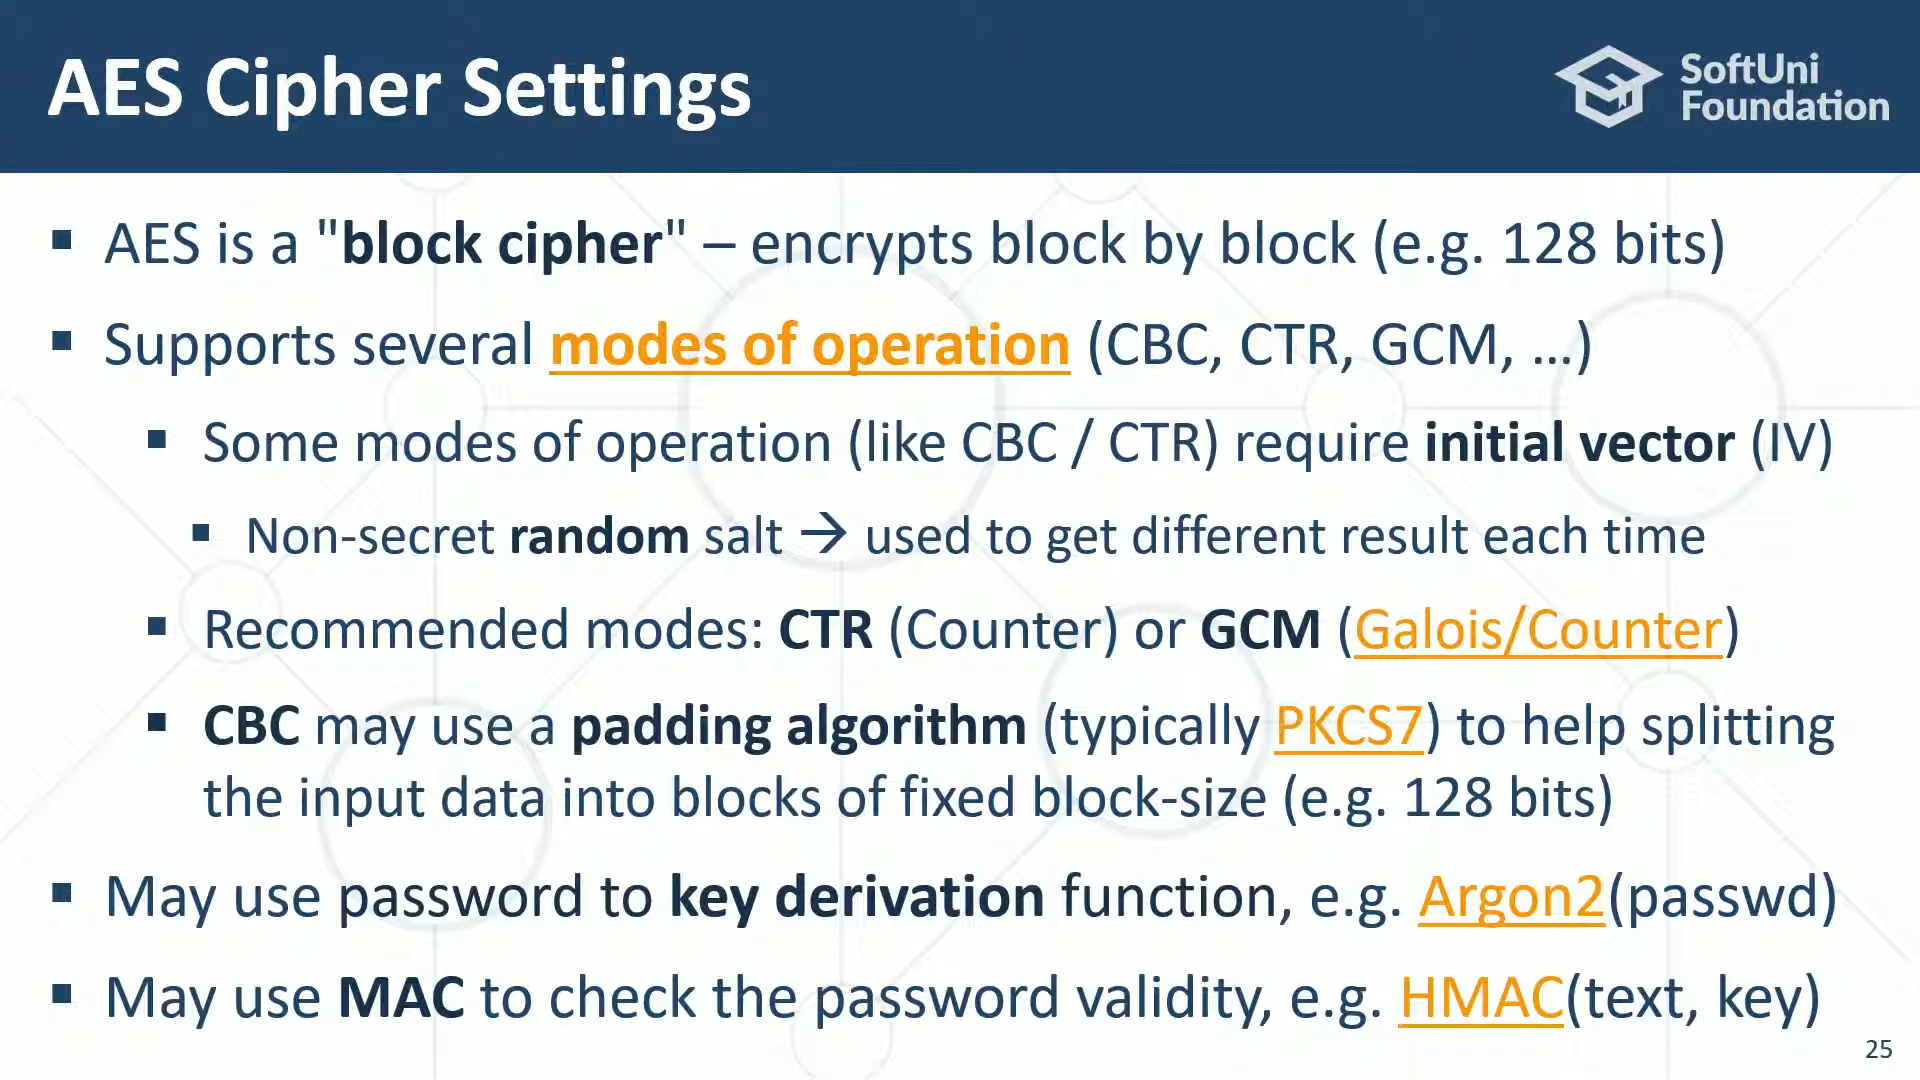 AES Cipher Settings
SoftUni
Foundation
▪ AES is a "block cipher" – encrypts block by block (e.g. 128 bits)
▪ Supports several modes of operation (CBC, CTR, GCM, …)
▪ Some modes of operation (like CBC / CTR) require initial vector (IV)
▪ Non-secret random salt → used to get different result each time
▪ Recommended modes: CTR (Counter) or GCM (Galois/Counter)
▪ CBC may use a padding algorithm (typically PKCS7) to help splitting
the input data into blocks of fixed block-size (e.g. 128 bits)
▪ May use password to key derivation function, e.g. Argon2(passwd)
▪ May use MAC to check the password validity, e.g. HMAC(text, key)
25